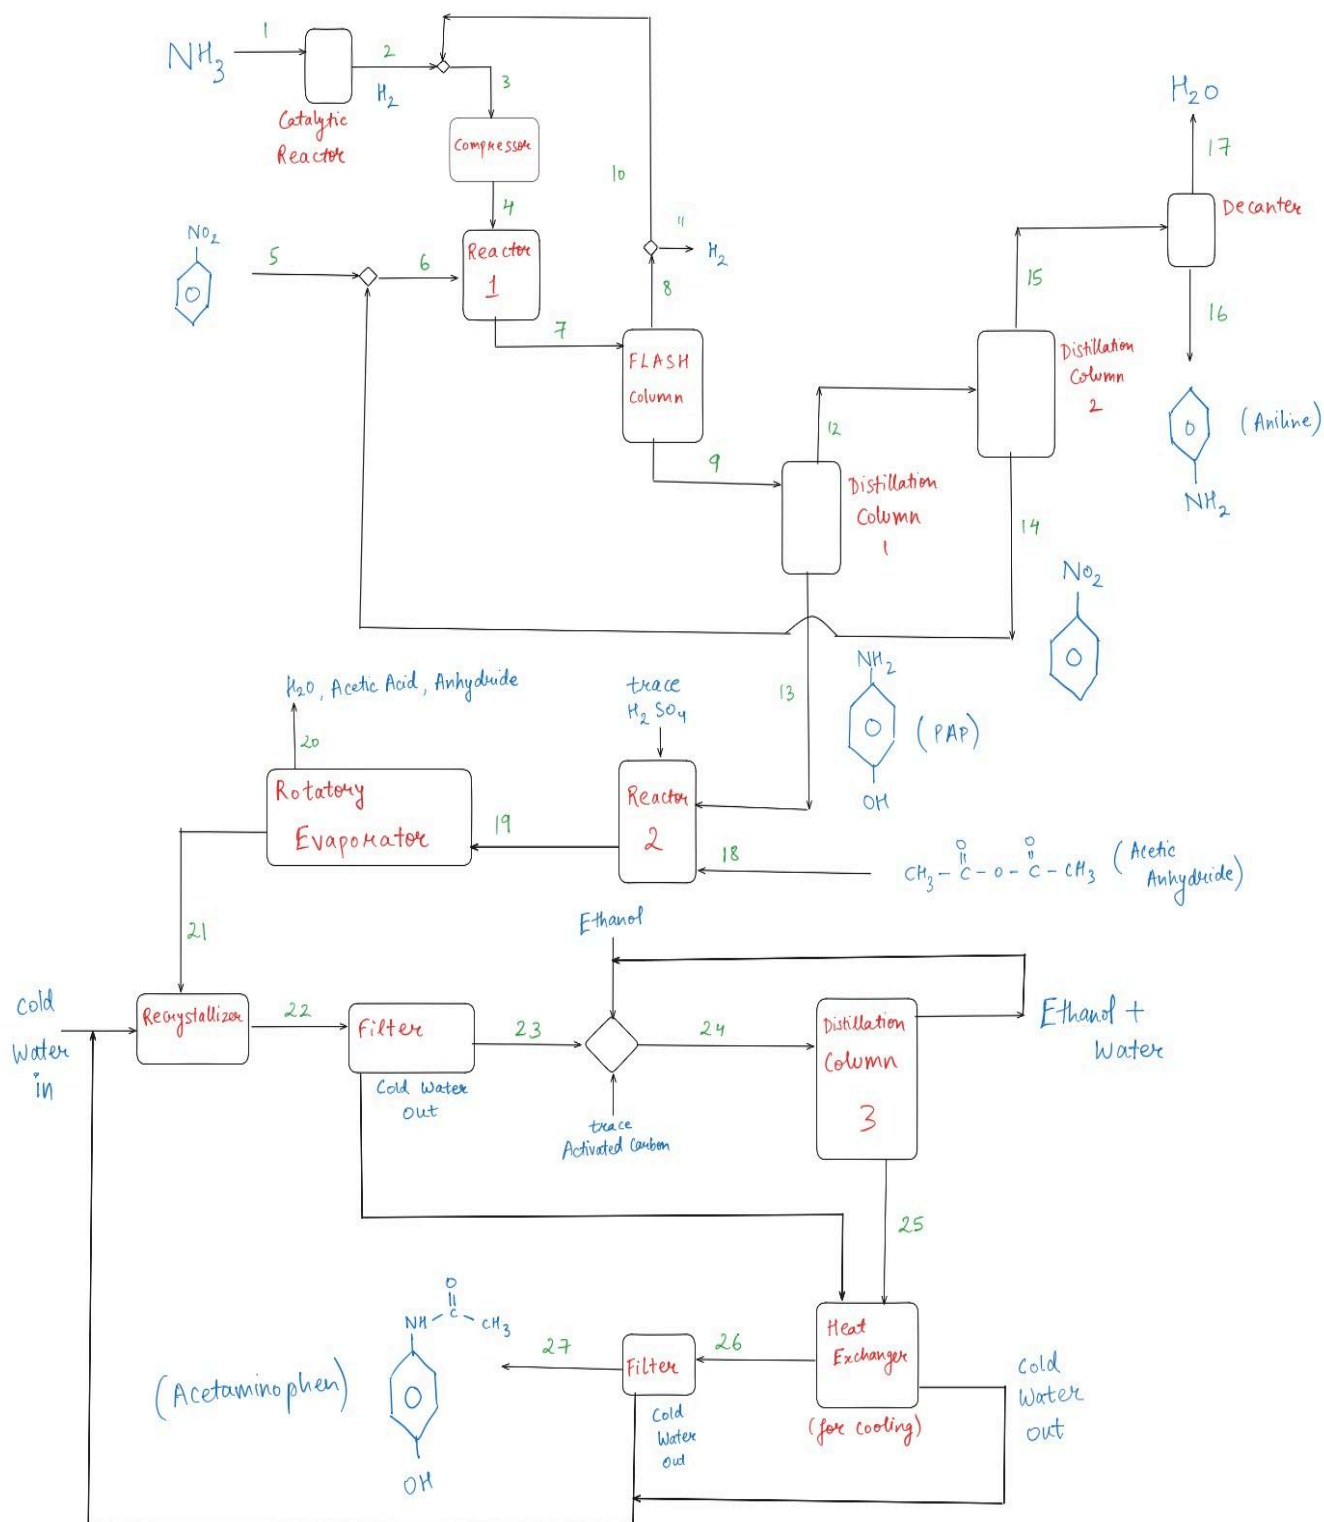 1
NH3
2
H2
Catalytic
Reactor
3
Compressor
4
10
H2O
17
Decanter
NO2
5
6
Reactor
1
11
H2
8
7
FLASH
Column
15
16
Distillation
Column
2
12
(Aniline)
NH2
9
Distillation
Column
1
14
NO2
H2O, Acetic Acid, Anhydride
20
trace
H2SO4
13
NH2
(PAP)
OH
Rotatory
Evaporator
19
Reactor
2
18
O O
CH3-C-O-C-CH3
(Acetic
Anhydride)
21
Ethanol
Cold
Water
in
Recrystallizer
22
Filter
Cold Water
Out
23
24
trace
Activated Carbon
Distillation
Column
3
Ethanol +
Water
25
O
NH-C-CH3
(Acetaminophen)
OH
27
Filter
Cold
Water
out
26
Heat
Exchanger
(for cooling)
Cold
Water
out